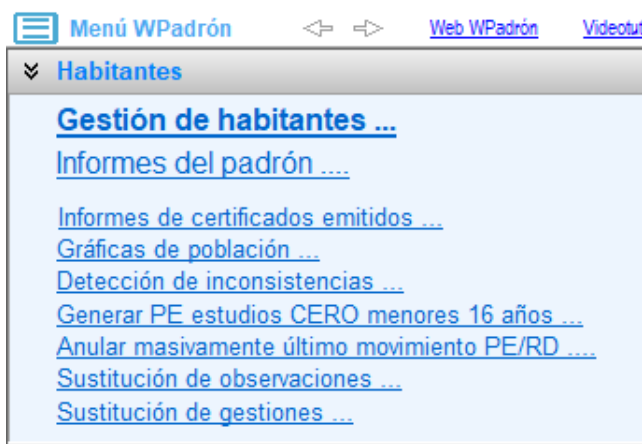 Menú WPadrón Web WPadrón
Habitantes
Gestión de habitantes ...
Informes del padrón ....
Informes de certificados emitidos ...
Gráficas de población ...
Detección de inconsistencias ...
Generar PE estudios CERO menores 16 años ...
Anular masivamente último movimiento PE/RD ....
Sustitución de observaciones ...
Sustitución de gestiones ...